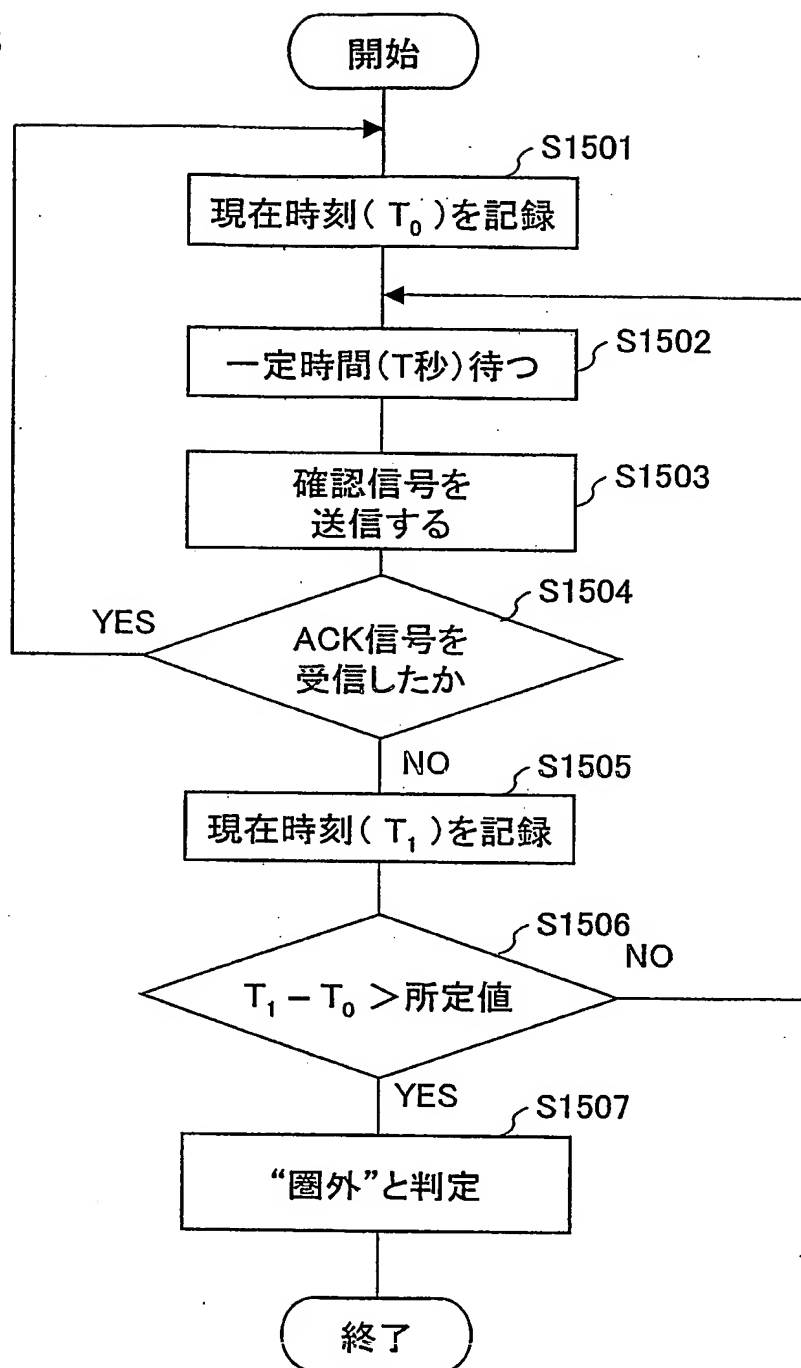 開始
S1501
現在時刻( T₀ )を記録
S1502
一定時間(T秒)待つ
S1503
確認信号を
送信する
S1504
YES
ACK信号を
受信したか
NO
S1505
現在時刻( T₁ )を記録
S1506
NO
T₁ − T₀ >所定値
YES
S1507
“圏外”と判定
終了